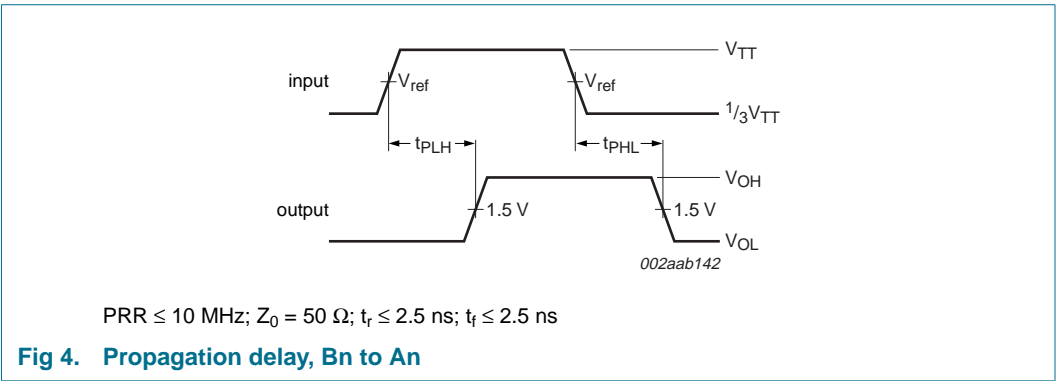 V_TT
input V_ref V_ref
1/3V_TT
t_PLH t_PHL
V_OH
output 1.5 V 1.5 V
V_OL
002aab142
PRR ≤ 10 MHz; Z_0 = 50 Ω; t_r ≤ 2.5 ns; t_f ≤ 2.5 ns
Fig 4. Propagation delay, Bn to An